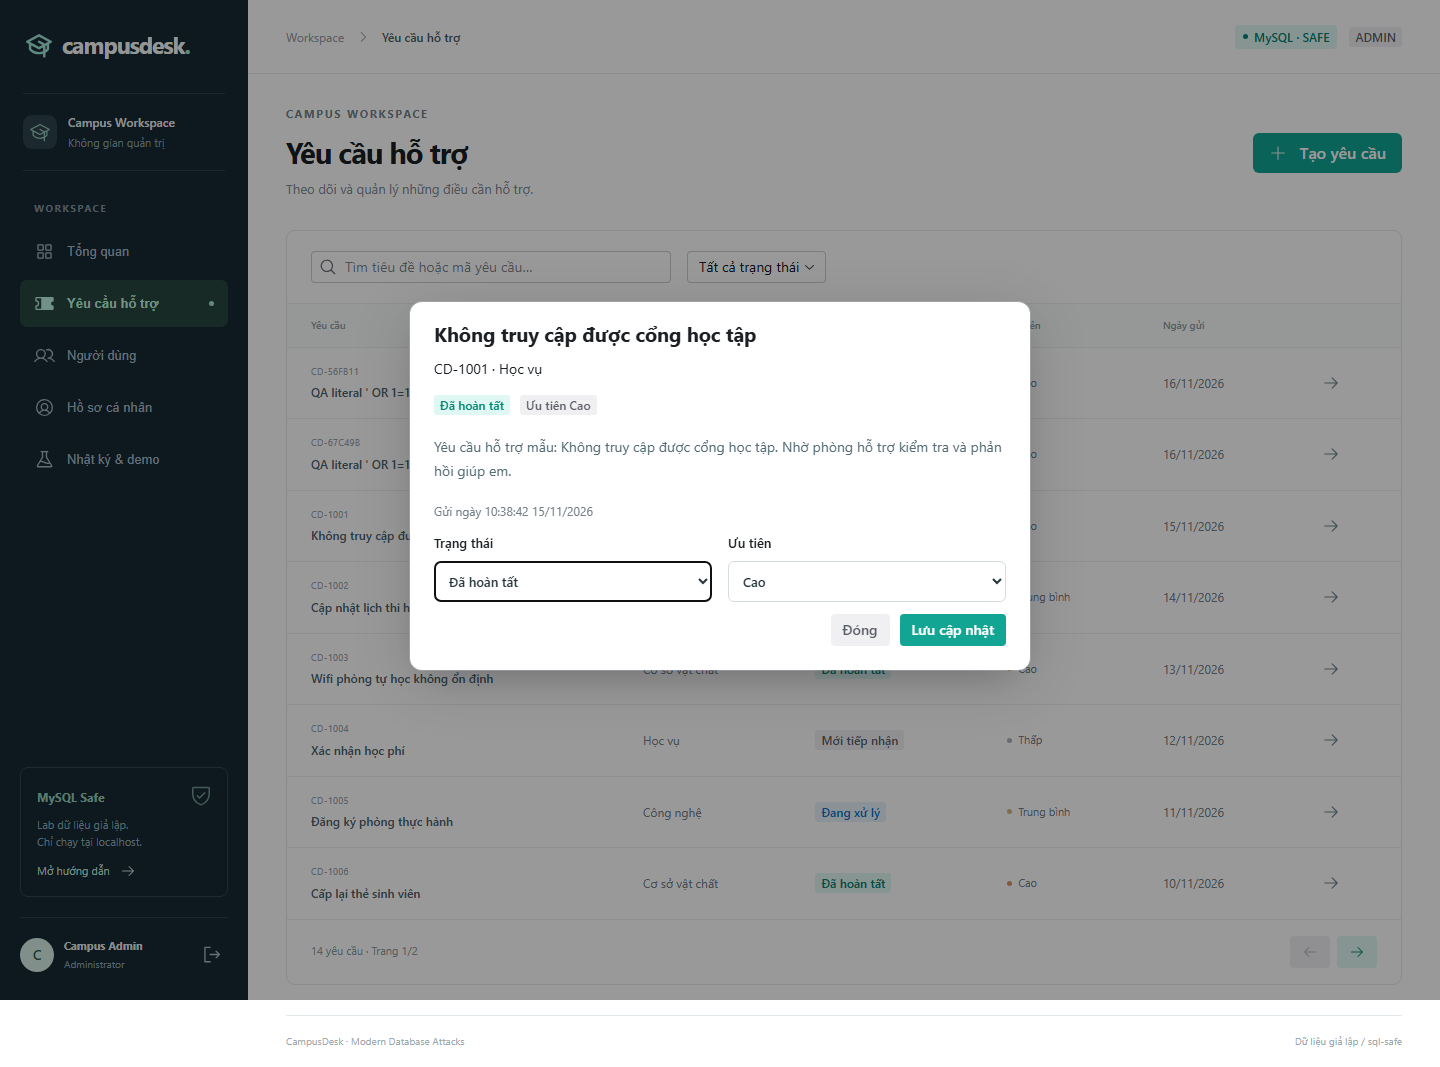 campusdesk.
Campus Workspace
Không gian quản trị
WORKSPACE
Tổng quan
Yêu cầu hỗ trợ
Người dùng
Hồ sơ cá nhân
Nhật ký & demo
MySQL Safe
Lab dữ liệu giả lập.
Chỉ chạy tại localhost.
Mở hướng dẫn
C
Campus Admin
Administrator
Workspace
Yêu cầu hỗ trợ
MySQL · SAFE
ADMIN
CAMPUS WORKSPACE
Yêu cầu hỗ trợ
Theo dõi và quản lý những điều cần hỗ trợ.
Tạo yêu cầu
Tìm tiêu đề hoặc mã yêu cầu...
Tất cả trạng thái
Yêu cầu
Ngày gửi
CD-56FB11
QA literal ' OR 1=1
16/11/2026
CD-67C49B
QA literal ' OR 1=1
16/11/2026
CD-1001
Không truy cập
15/11/2026
CD-1002
Cập nhật lịch thi
bình
14/11/2026
CD-1003
Wifi phòng tự học không ổn định
Cơ sở vật chất
Đã hoàn tất
Cao
13/11/2026
CD-1004
Xác nhận học phí
Học vụ
Mới tiếp nhận
Thấp
12/11/2026
CD-1005
Đăng ký phòng thực hành
Công nghệ
Đang xử lý
Trung bình
11/11/2026
CD-1006
Cấp lại thẻ sinh viên
Cơ sở vật chất
Đã hoàn tất
Cao
10/11/2026
14 yêu cầu · Trang 1/2
Không truy cập được cổng học tập
CD-1001 · Học vụ
Đã hoàn tất
Ưu tiên Cao
Yêu cầu hỗ trợ mẫu: Không truy cập được cổng học tập. Nhờ phòng hỗ trợ kiểm tra và phản
hồi giúp em.
Gửi ngày 10:38:42 15/11/2026
Trạng thái
Ưu tiên
Đã hoàn tất
Cao
Đóng
Lưu cập nhật
CampusDesk · Modern Database Attacks
Dữ liệu giả lập / sql-safe